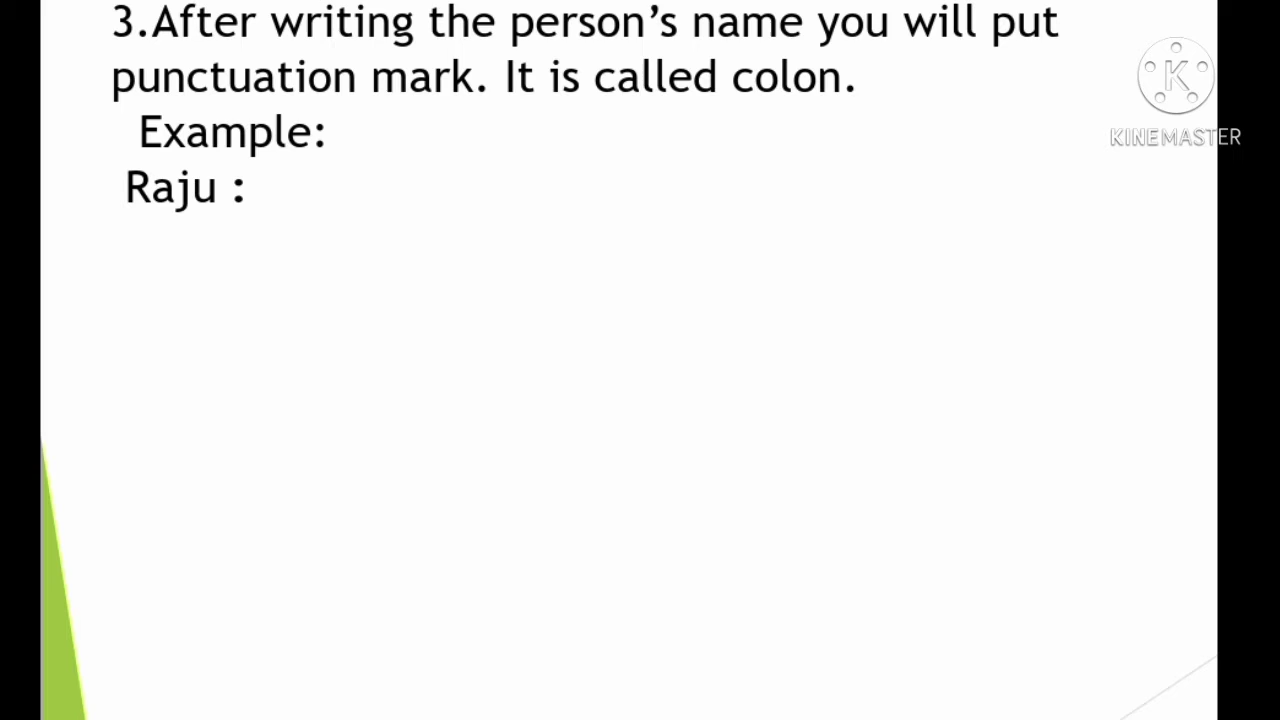 3.After writing the person’s name you will put
punctuation mark. It is called colon.
Example:
Raju :
K
KINEMASTER